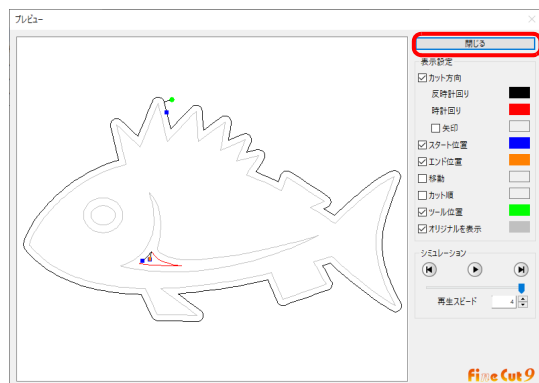 プレビュー
閉じる
表示設定
カット方向
反時計回り
時計回り
矢印
スタート位置
エンド位置
移動
カット順
ツール位置
オリジナルを表示
シミュレーション
再生スピード 4
Fine Cut 9